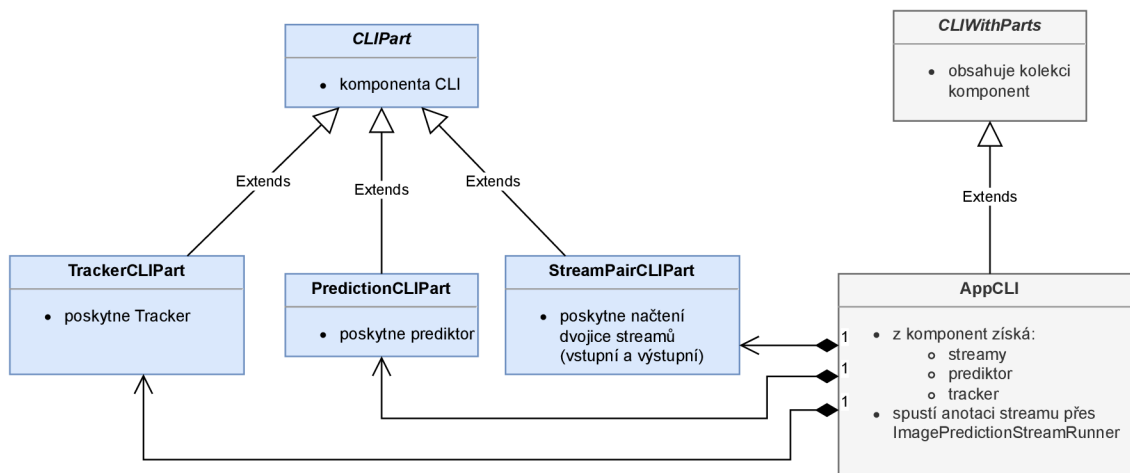 CLIPart
• komponenta CLI
CLIWithParts
• obsahuje kolekci
komponent
Extends
Extends
Extends
Extends
TrackerCLIPart
• poskytne Tracker
PredictionCLIPart
• poskytne prediktor
StreamPairCLIPart
• poskytne načtení
dvojice streamů
(vstupní a výstupní)
AppCLI
• z komponent získá:
○ streamy
○ prediktor
○ tracker
• spustí anotaci streamu přes
ImagePredictionStreamRunner
1
1
1